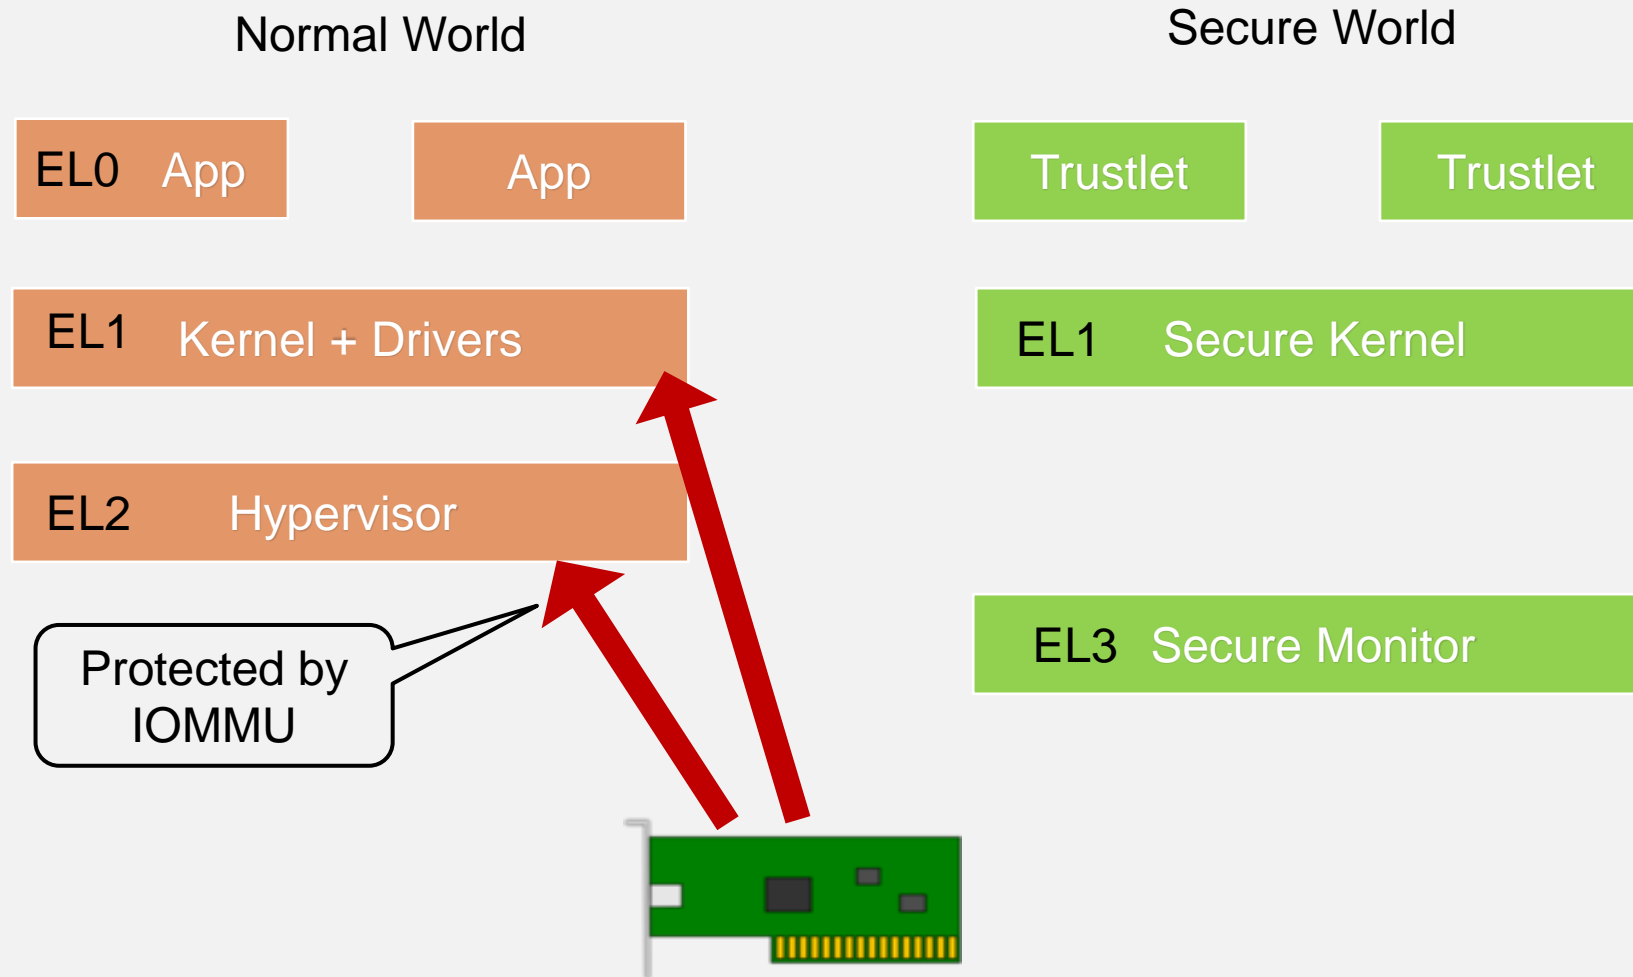 Normal World
Secure World
EL0 App
App
Trustlet
Trustlet
EL1 Kernel + Drivers
EL1 Secure Kernel
EL2 Hypervisor
EL3 Secure Monitor
Protected by
IOMMU